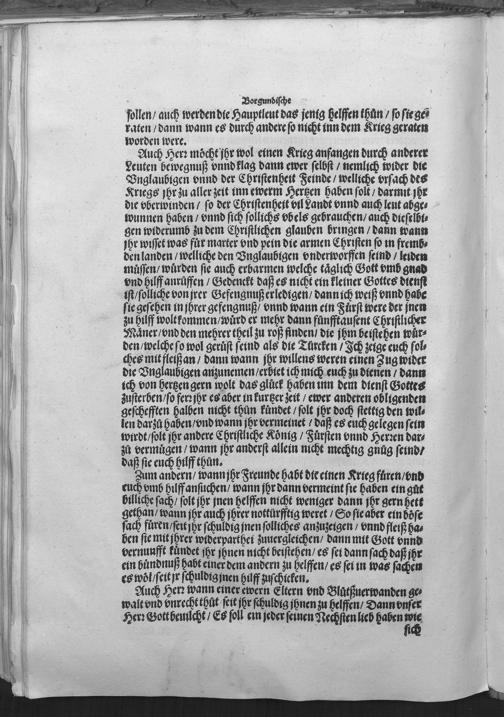 Borgundische
sollen / auch werden die Hauptleut das jenig helffen thůn / so sie ge-
raten / dann wann es durch andere so nicht inn dem Krieg geraten
worden were.
Auch Herr möcht jhr wol einen Krieg anfangen durch anderer
Leuten bewegnuß vnnd klag dann ewer selbst / nemlich wider die
Vnglaubigen vnnd der Christenheit Feinde / welliche vrsach des
Kriegs jhr zu aller zeit inn ewerm Hertzen haben solt / darmit jhr
die vberwinden / so der Christenheit vil Landt vnnd auch leut abge-
wunnen haben / vnnd sich sollichs vbels gebrauchen / auch dieselbi-
gen widerumb zu dem Christlichen glauben bringen / dann wann
jhr wisset was für marter vnd pein die armen Christen so in fremb-
den landen / welliche den Vnglaubigen vnderworffen seind / leiden
müssen / würden sie auch erbarmen welche täglich Gott vmb gnad
vnd hilff anrüffen / Gedenckt daß es nicht ein kleiner Gottes dienst
ist / solliche von jrer Gefengnuß erledigen / dann ich weiß vnnd habe
sie gesehen in jhrer gefengnuß / vnnd wann ein Fürst were der jnen
zu hilff wolt kommen / würd er mehr dann fünfftausent Christlicher
Mäner / vnd den mehrer theil zu roß finden / die jhm beistehen wür-
den / welche so wol gerüst seind als die Türcken / Ich zeige euch sol-
ches mit fleiß an / dann wann jhr willens weren einen Zug wider
die Vnglaubigen anzunemen / erbiet ich mich euch zu dienen / dann
ich von hertzen gern wolt das glück haben inn dem dienst Gottes
zusterben / so ferr jhr es aber in kurtzer zeit / ewer anderen obligenden
geschefften halben nicht thůn kündet / solt jhr doch stettig den wil-
len darzů haben / vnd wann jhr vermeinet / daß es euch gelegen sein
wirdt / solt jhr andere Christliche König / Fürsten vnnd Herren dar-
zů vermügen / wann jhr anderst allein nicht mechtig gnůg seind /
daß sie euch hilff thůn.
Zum andern / wann jhr Freunde habt die einen Krieg füren / vnd
euch vmb hilff ansuchen / wann jhr dann vermeint sie haben ein gůt
billiche sach / solt jhr jnen helffen nicht weniger dann jhr gern hett
gethan / wann jhr auch jhrer notturfftig weret / So sie aber ein böse
sach füren / seit jhr schuldig jnen solliches anzuzeigen / vnnd fleiß ha-
ben sie mit jhrer widerparthei zuuergleichen / dann mit Gott vnnd
vernunfft kündet jhr jhnen nicht beistehen / es sei dann sach daß jhr
ein bündnuß habt einer dem andern zu helffen / es sei in was sachen
es wöl / seit jr schuldig jnen hilff zuschicken.
Auch Herr wann einer ewern Eltern vnd Blůtßuerwanden ge-
walt vnd vnrecht thůt seit jhr schuldig jhnen zu helffen / Dann vnser
Herr Gott beuilcht / Es soll ein jeder seinen Nechsten lieb haben wie
sich